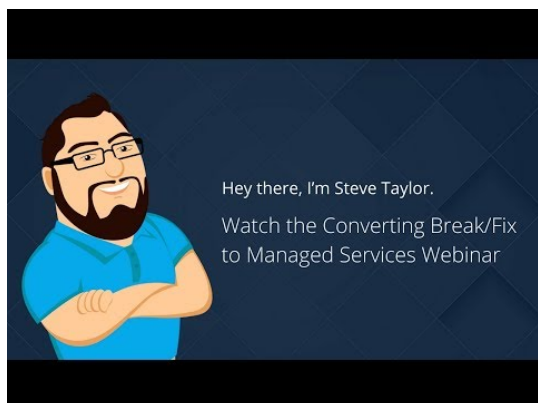 Hey there, I'm Steve Taylor.
Watch the Converting Break/Fix
to Managed Services Webinar